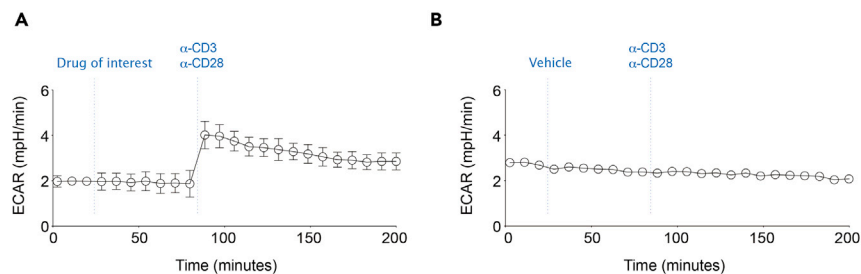 A
Drug of interest
α-CD3
α-CD28
6
4
2
0
ECAR (mpH/min)
0
50
100
150
200
Time (minutes)
B
Vehicle
α-CD3
α-CD28
6
4
2
0
ECAR (mpH/min)
0
50
100
150
200
Time (minutes)